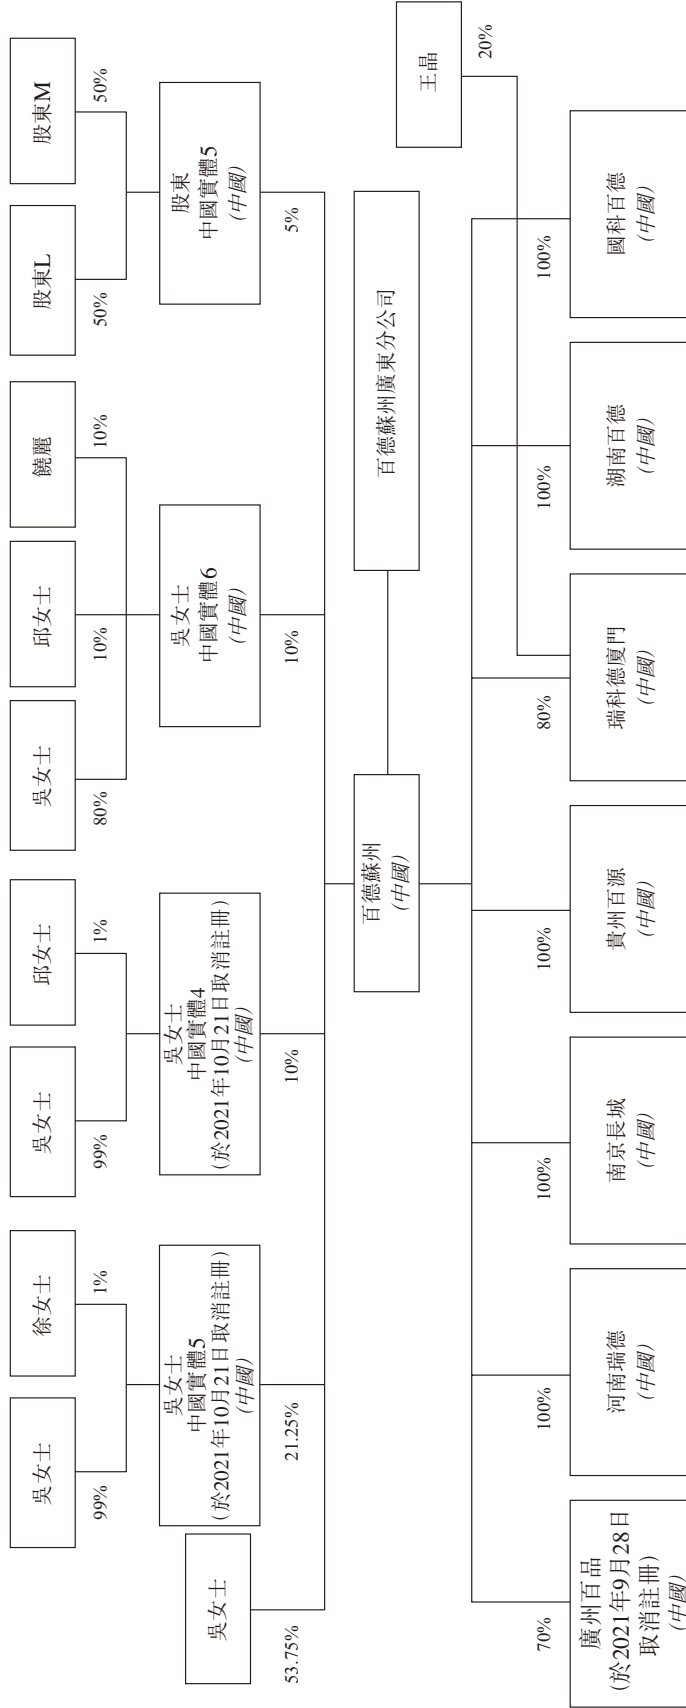 吳女士
徐女士
吳女士
邱女士
吳女士
邱女士
饒麗
股東L
股東M
99%
1%
99%
1%
80%
10%
10%
50%
50%
吳女士
吳女士
中國實體5
(於2021年10月21日取消註冊)
(中國)
吳女士
中國實體4
(於2021年10月21日取消註冊)
(中國)
吳女士
中國實體6
(中國)
股東
中國實體5
(中國)
53.75%
21.25%
10%
10%
5%
百德蘇州
(中國)
百德蘇州廣東分公司
王晶
20%
70%
100%
100%
100%
80%
100%
100%
廣州百品
(於2021年9月28日
取消註冊)
(中國)
河南瑞德
(中國)
南京長城
(中國)
貴州百源
(中國)
瑞科德廈門
(中國)
湖南百德
(中國)
國科百德
(中國)